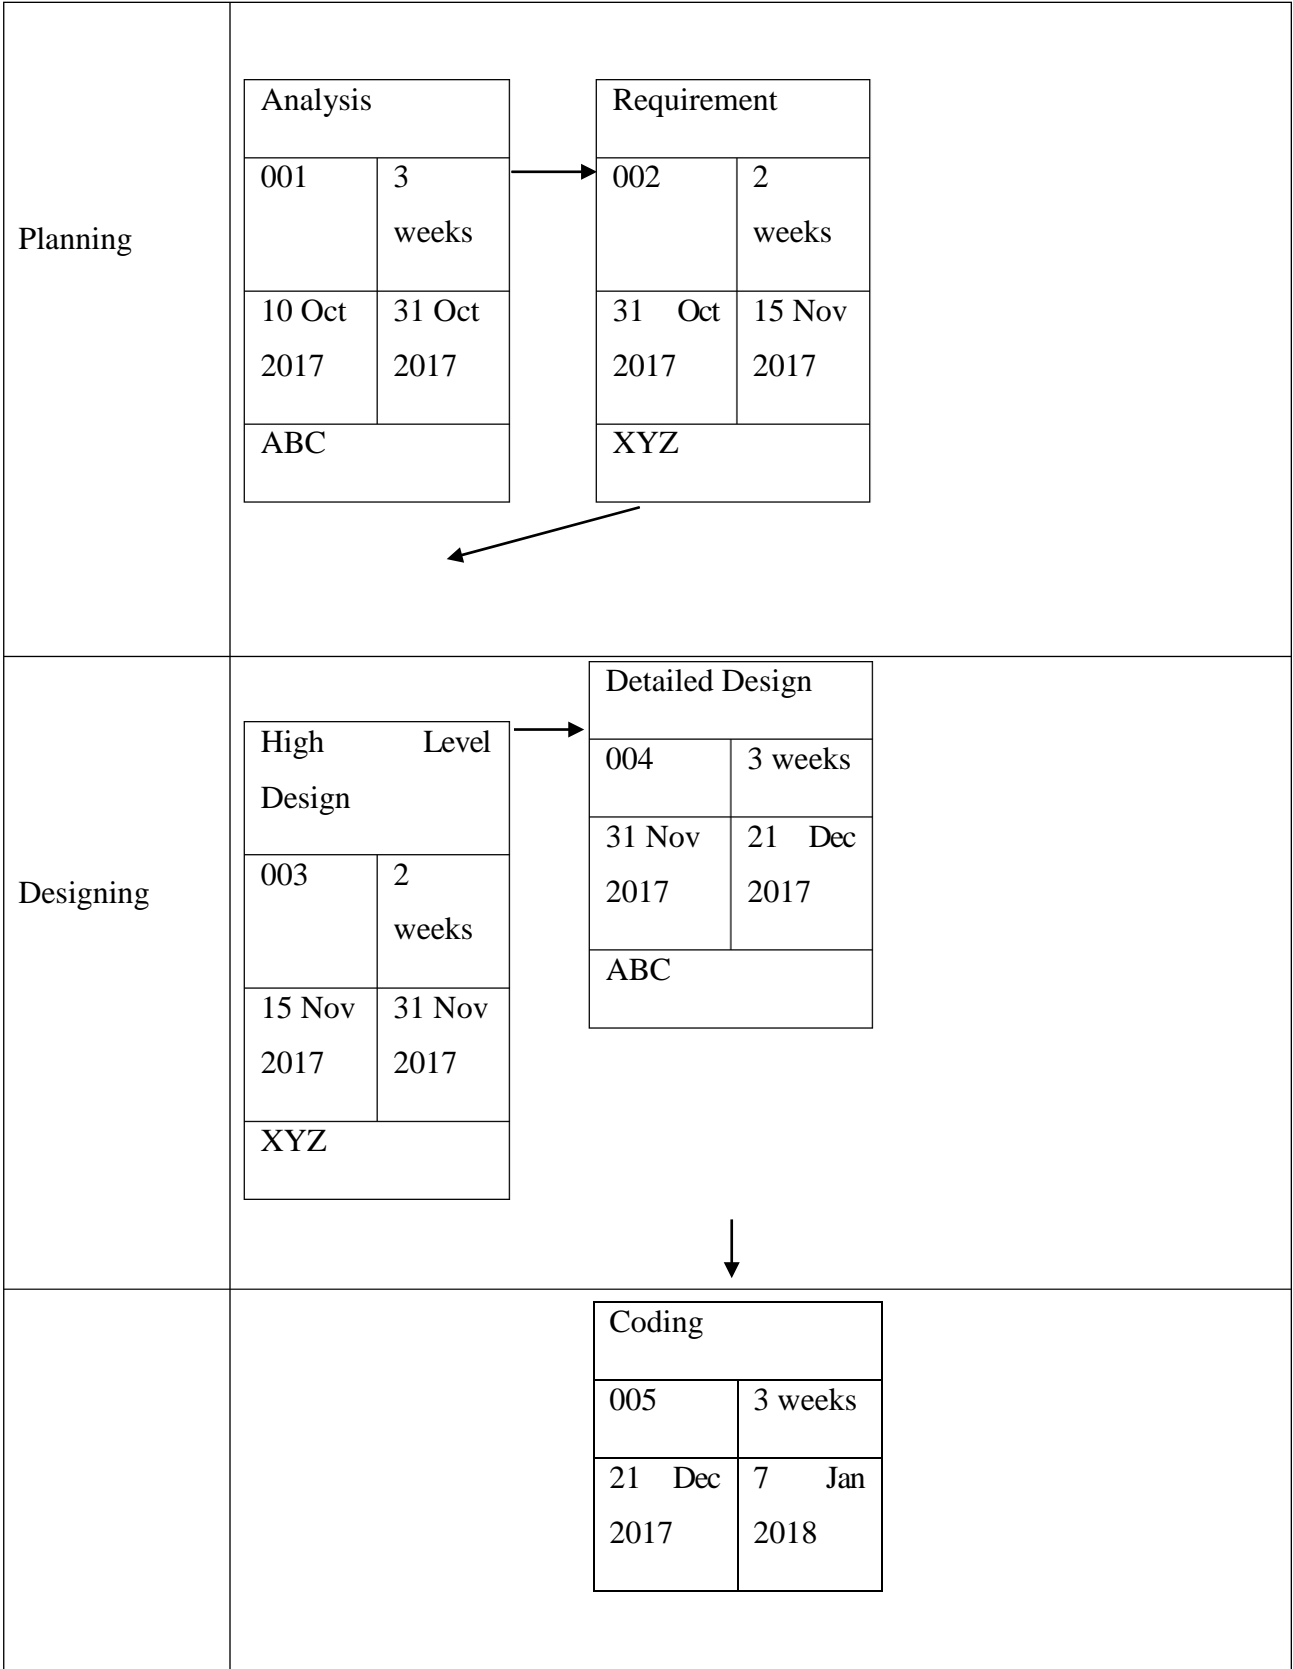 Planning
Analysis
001
3
weeks
10 Oct
2017
31 Oct
2017
ABC
Requirement
002
2
weeks
31 Oct
2017
15 Nov
2017
XYZ
Designing
High Level
Design
003
2
weeks
15 Nov
2017
31 Nov
2017
XYZ
Detailed Design
004
3 weeks
31 Nov
2017
21 Dec
2017
ABC
Coding
005
3 weeks
21 Dec
2017
7 Jan
2018